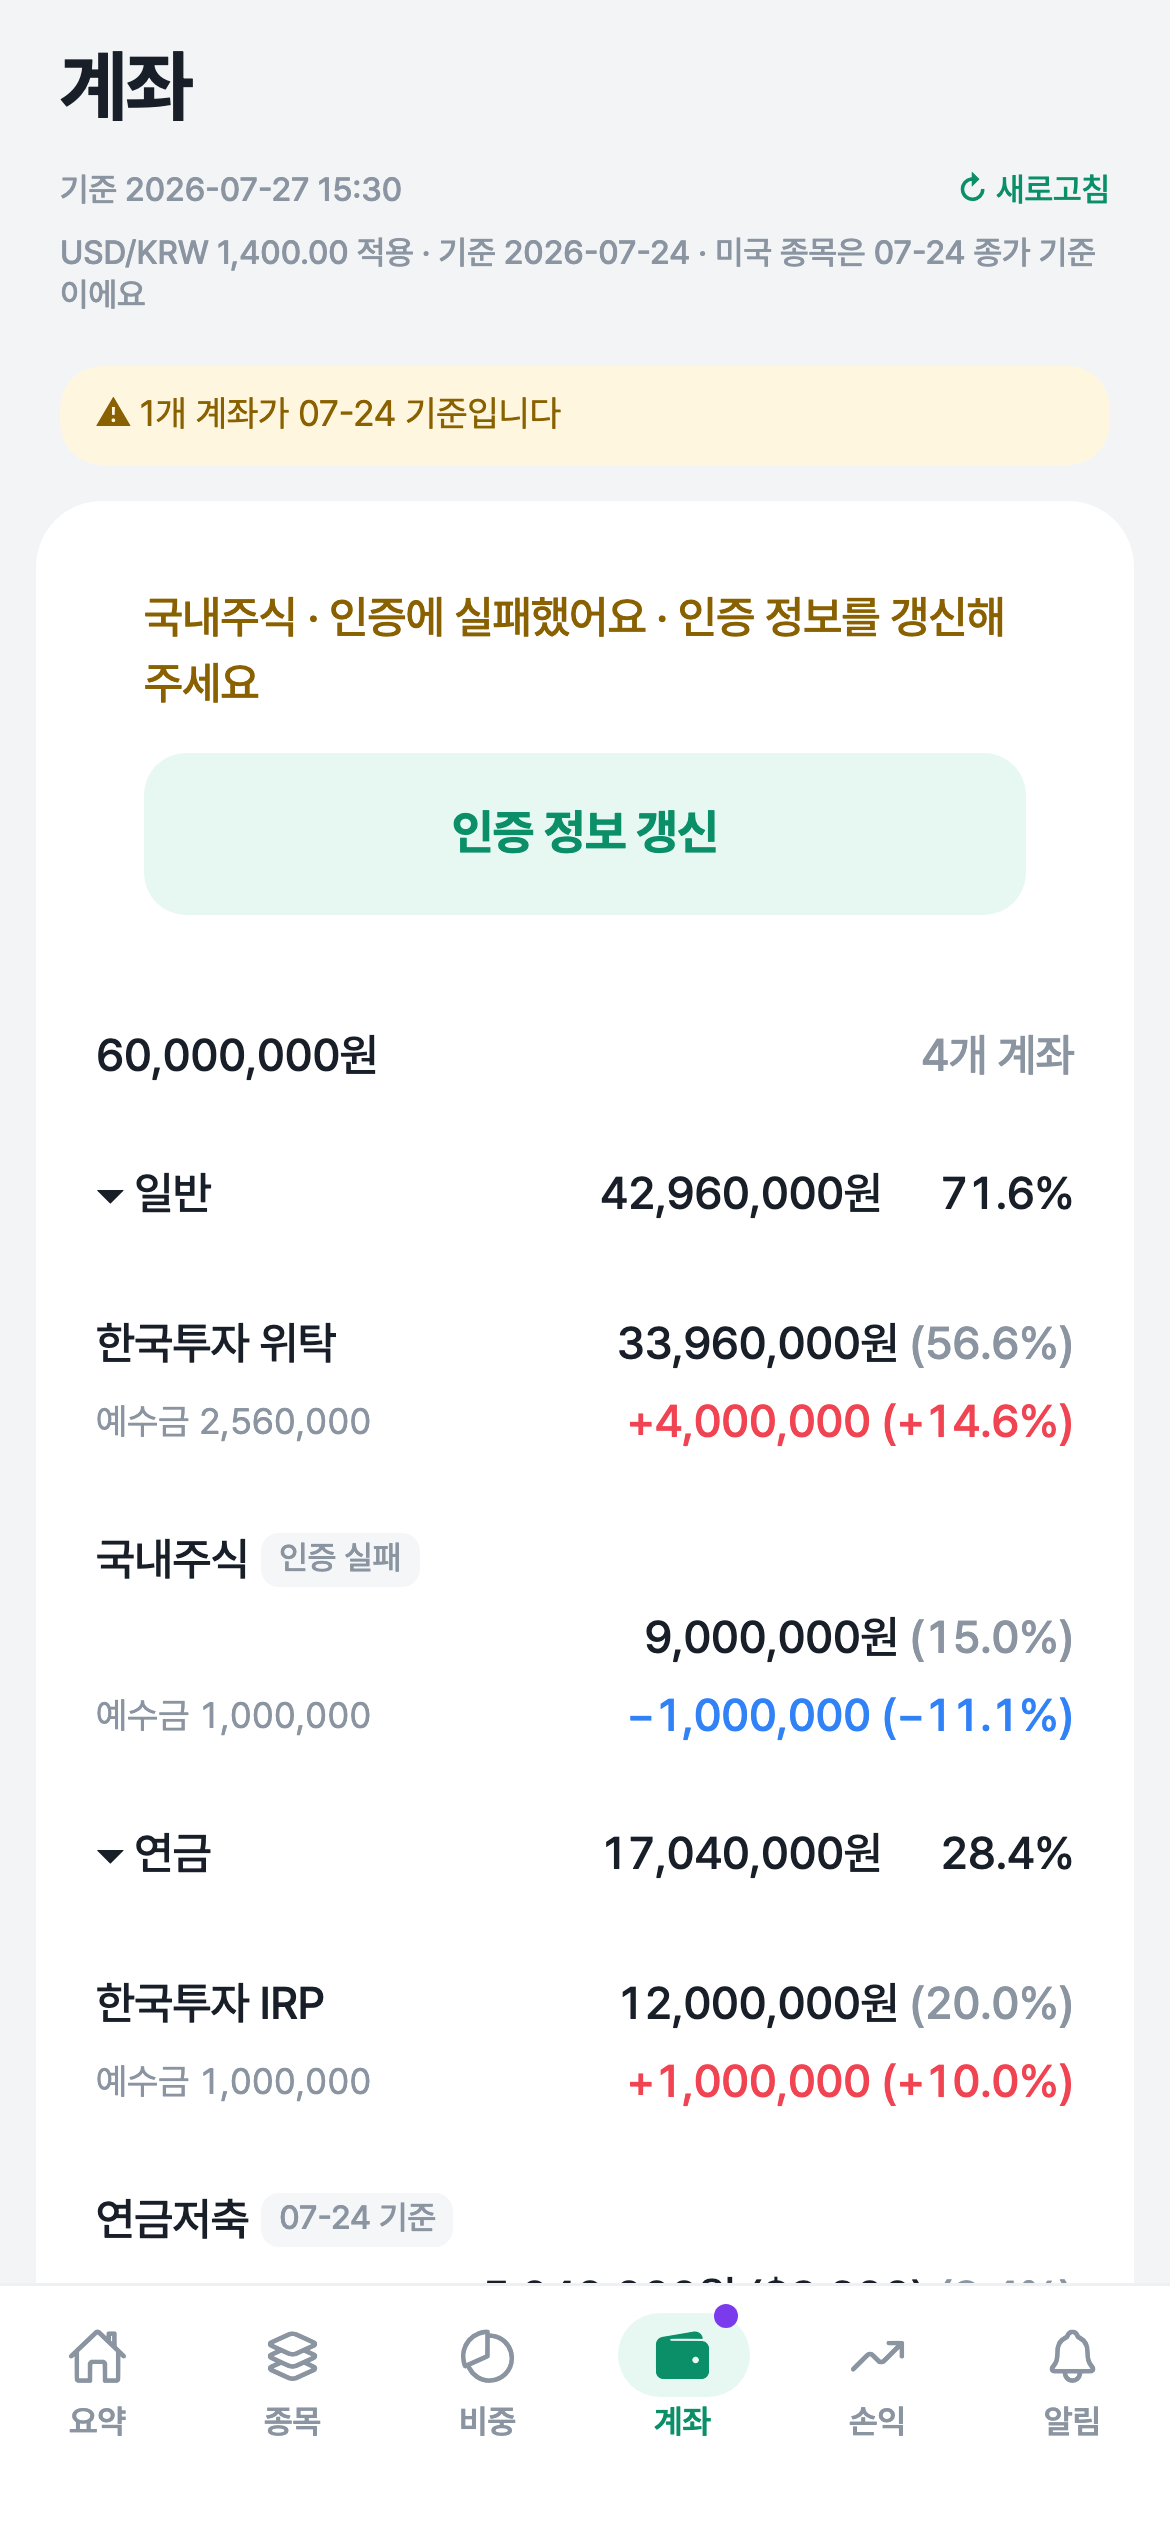 계좌
기준 2026-07-27 15:30
새로고침
USD/KRW 1,400.00 적용 · 기준 2026-07-24 · 미국 종목은 07-24 종가 기준
이에요
1개 계좌가 07-24 기준입니다
국내주식 · 인증에 실패했어요 · 인증 정보를 갱신해
주세요
인증 정보 갱신
60,000,000원 4개 계좌
일반 42,960,000원 71.6%
한국투자 위탁 33,960,000원 (56.6%)
예수금 2,560,000 +4,000,000 (+14.6%)
국내주식 인증 실패
9,000,000원 (15.0%)
예수금 1,000,000 −1,000,000 (−11.1%)
연금 17,040,000원 28.4%
한국투자 IRP 12,000,000원 (20.0%)
예수금 1,000,000 +1,000,000 (+10.0%)
연금저축 07-24 기준
요약 종목 비중 계좌 손익 알림